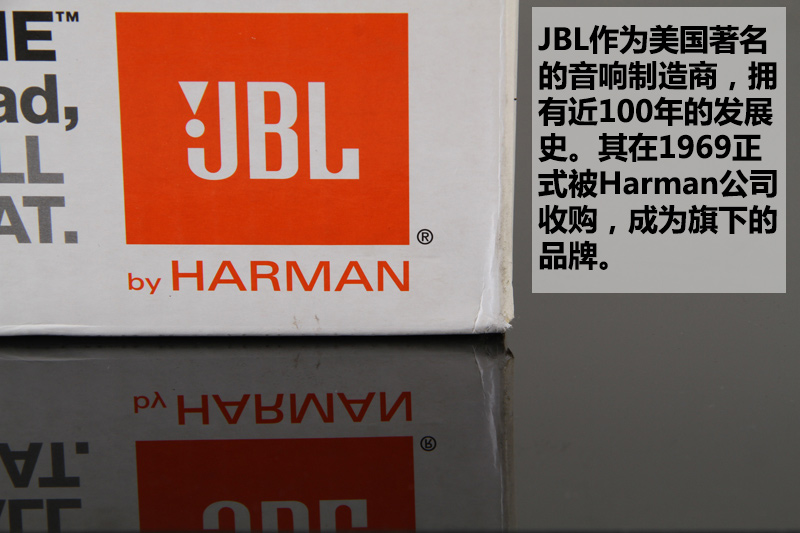 NE™
ad,
LL
AT.
JBL
®
by HARMAN
JBL作为美国著名
的音响制造商，拥
有近100年的发展
史。其在1969正
式被Harman公司
收购，成为旗下的
品牌。